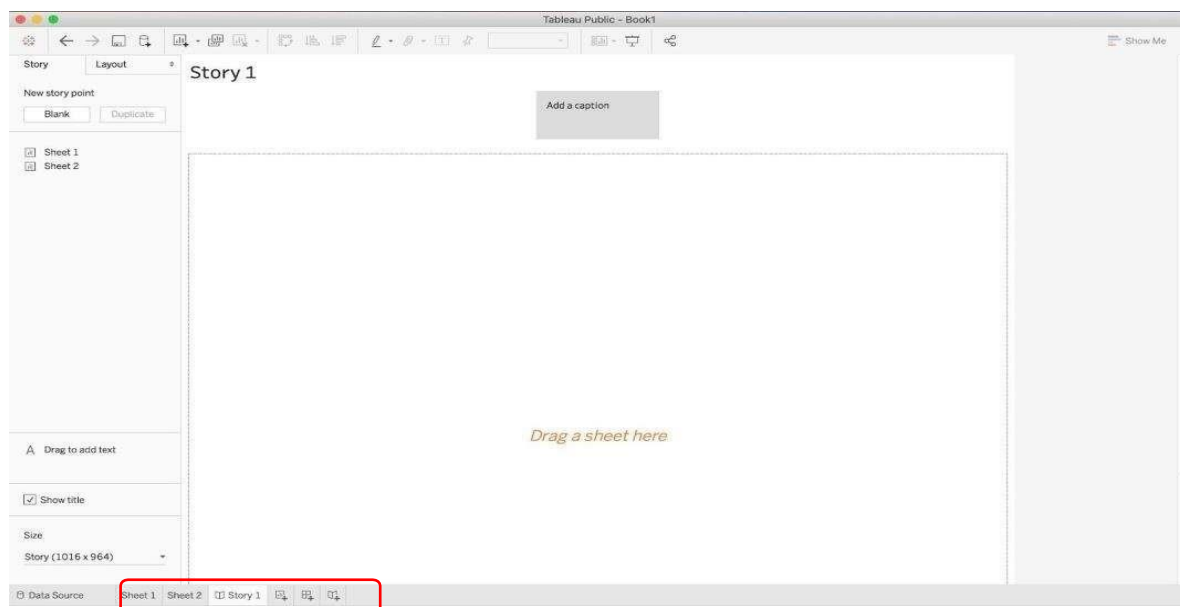 Tableau Public - Book1
Show Me
Story Layout
Story 1
New story point
Blank Duplicate
Add a caption
Sheet 1
Sheet 2
Drag a sheet here
A Drag to add text
Show title
Size
Story (1016 x 964)
Data Source Sheet 1 Sheet 2 Story 1